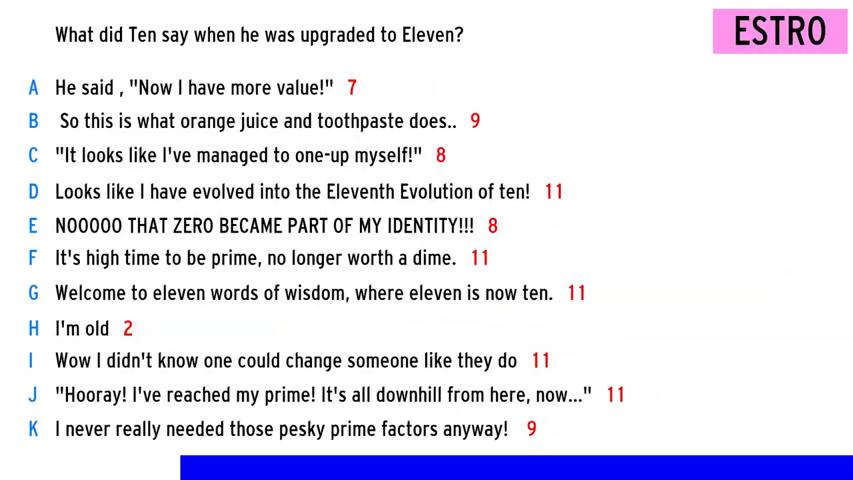 What did Ten say when he was upgraded to Eleven?
ESTRO
A He said , "Now I have more value!" 7
B So this is what orange juice and toothpaste does.. 9
C "It looks like I've managed to one-up myself!" 8
D Looks like I have evolved into the Eleventh Evolution of ten! 11
E NOOOOO THAT ZERO BECAME PART OF MY IDENTITY!!! 8
F It's high time to be prime, no longer worth a dime. 11
G Welcome to eleven words of wisdom, where eleven is now ten. 11
H I'm old 2
I Wow I didn't know one could change someone like they do 11
J "Hooray! I've reached my prime! It's all downhill from here, now..." 11
K I never really needed those pesky prime factors anyway! 9